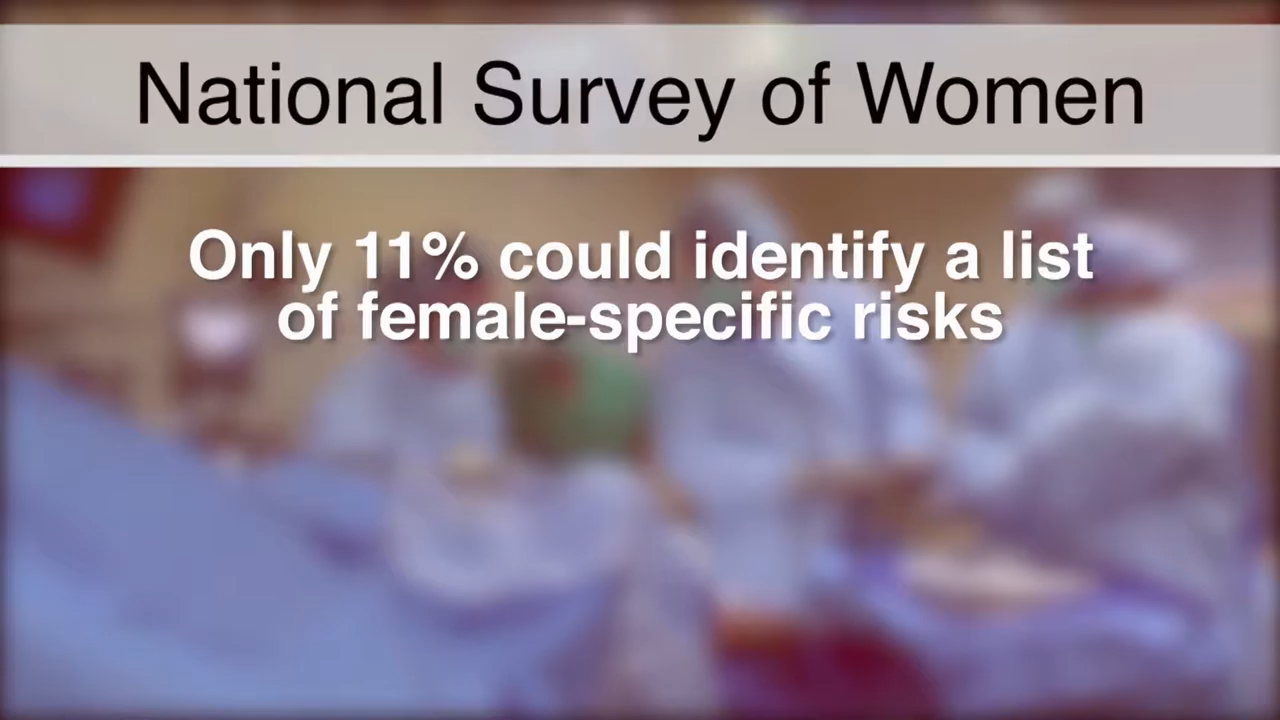 National Survey of Women
Only 11% could identify a list
of female-specific risks